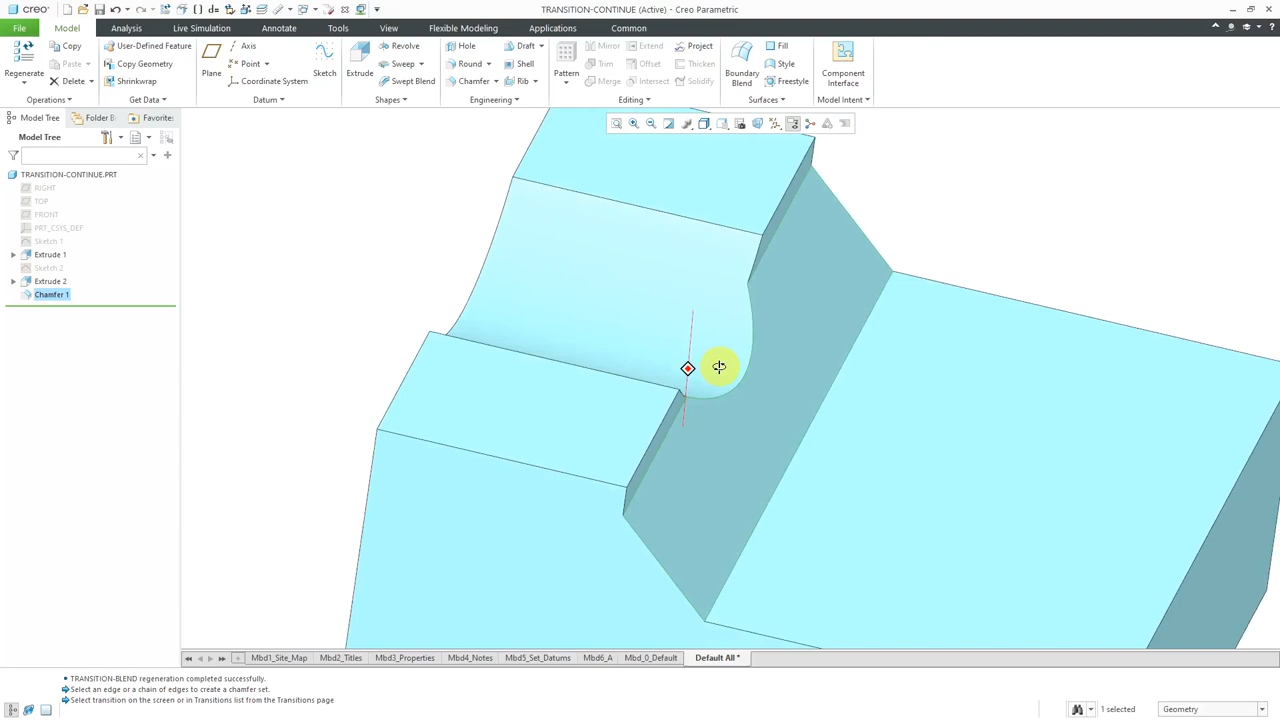 creo
TRANSITION-CONTINUE (Active) - Creo Parametric
File Model Analysis Live Simulation Annotate Tools View Flexible Modeling Applications Common
Regenerate
Copy
Paste
Delete
Operations
User-Defined Feature
Copy Geometry
Shrinkwrap
Get Data
Plane
Axis
Point
Coordinate System
Sketch
Datum
Extrude
Revolve
Sweep
Swept Blend
Shapes
Hole
Round
Chamfer
Draft
Shell
Rib
Engineering
Pattern
Mirror
Trim
Merge
Extend
Offset
Intersect
Project
Thicken
Solidify
Editing
Boundary
Blend
Fill
Style
Freestyle
Surfaces
Component
Interface
Model Intent
Model Tree Folder B Favorite
Model Tree
TRANSITION-CONTINUE.PRT
RIGHT
TOP
FRONT
PRT_CSYS_DEF
Sketch 1
Extrude 1
Sketch 2
Extrude 2
Chamfer 1
Mbd1_Site_Map Mbd2_Titles Mbd3_Properties Mbd4_Notes Mbd5_Set_Datums Mbd6_A Mbd_0_Default Default All *
• TRANSITION-BLEND regeneration completed successfully.
Select an edge or a chain of edges to create a chamfer set.
Select transition on the screen or in Transitions list from the Transitions page
1 selected
Geometry